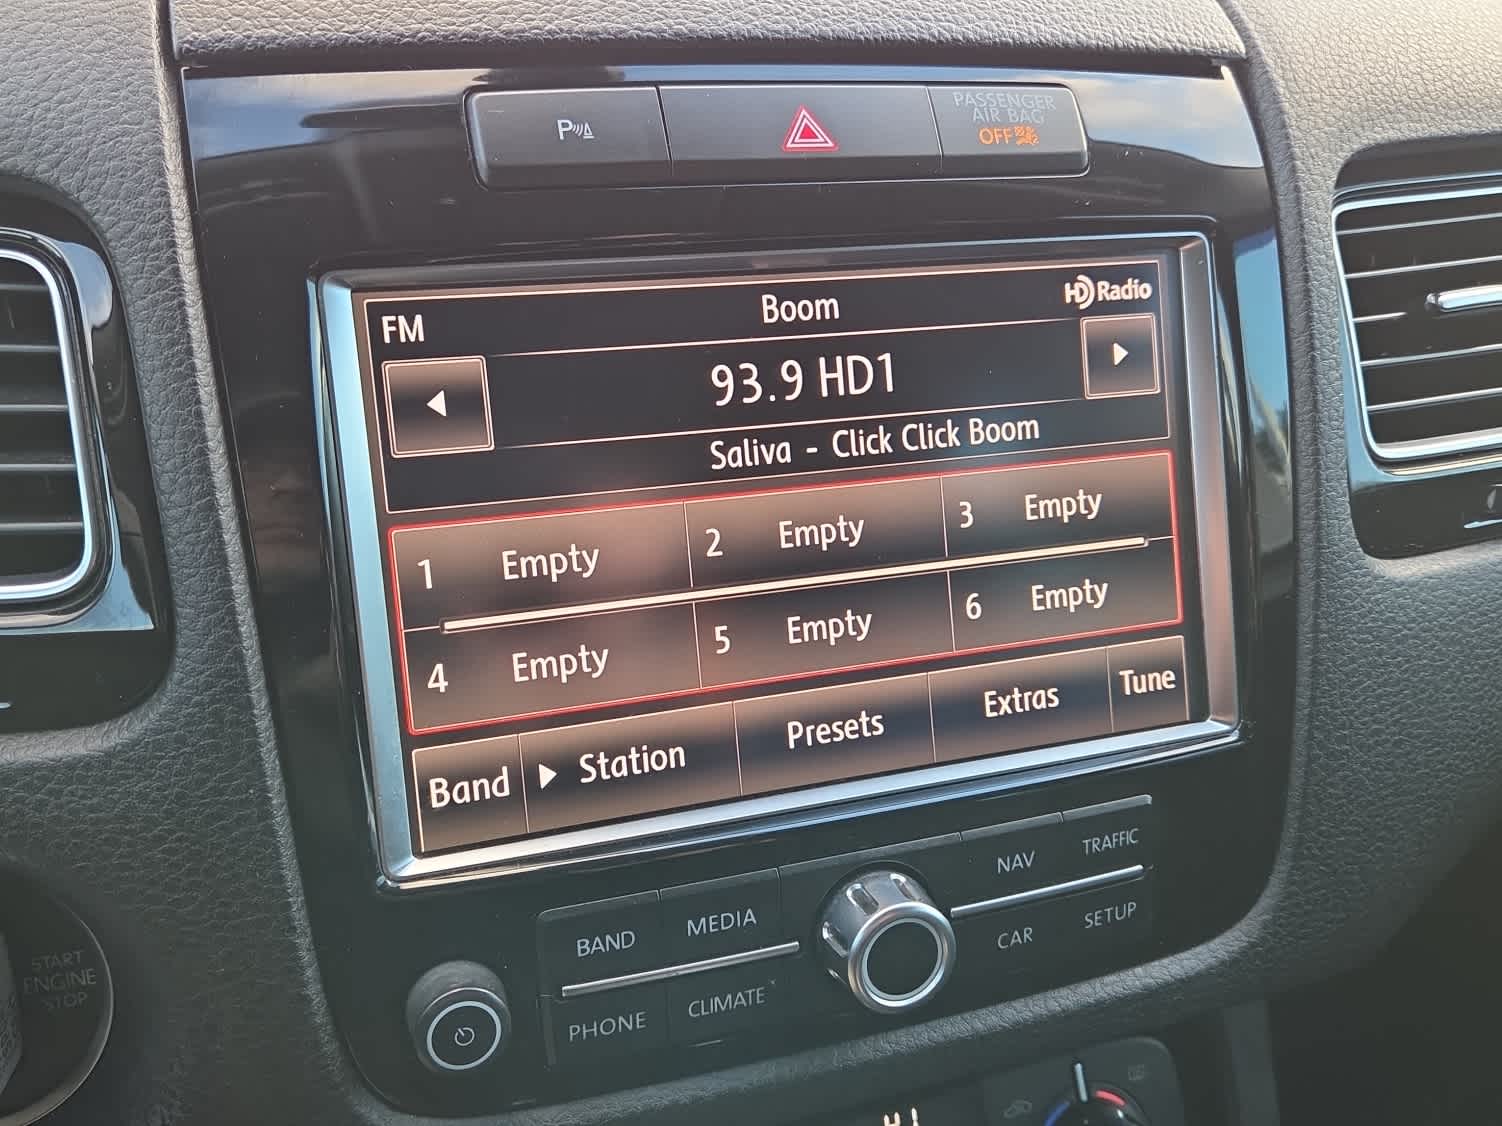 P
PASSENGER
AIR BAG
OFF
FM
Boom
HD Radio
93.9 HD1
Saliva - Click Click Boom
1 Empty
2 Empty
3 Empty
4 Empty
5 Empty
6 Empty
Band
Station
Presets
Extras
Tune
BAND
MEDIA
NAV
TRAFFIC
PHONE
CLIMATE
CAR
SETUP
START
ENGINE
STOP